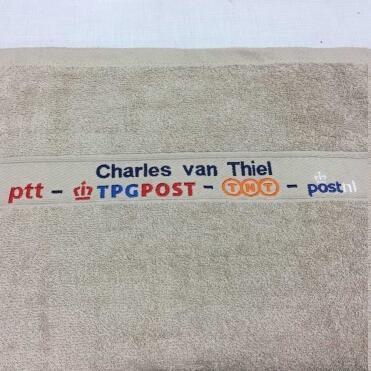 Charles van Thiel
ptt - TPGPOST - TNT - postnl